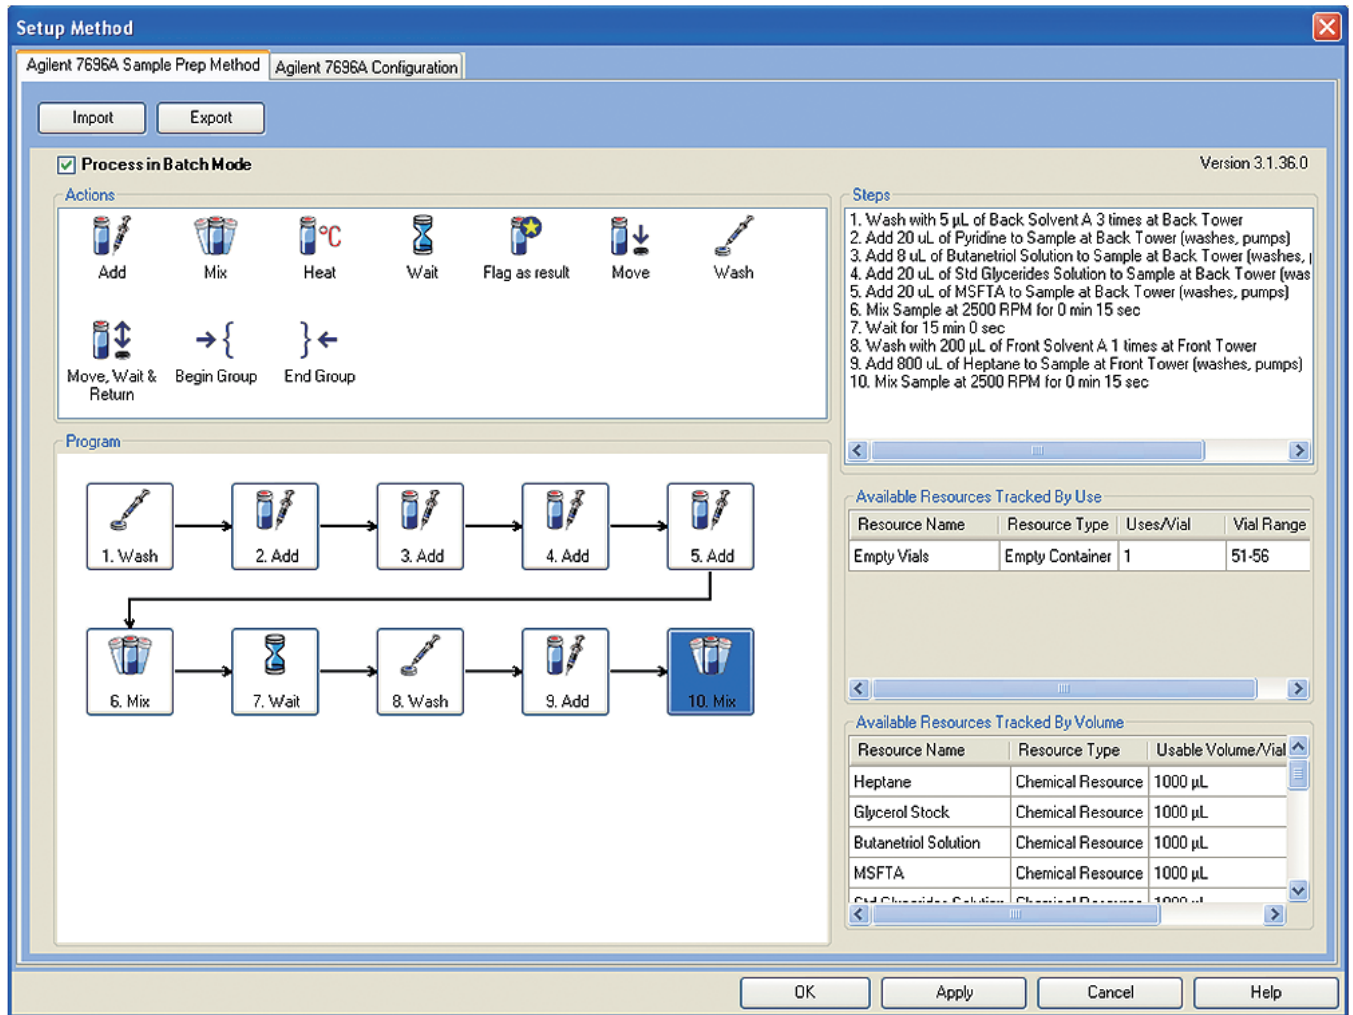 Setup Method
Agilent 7696A Sample Prep Method
Agilent 7696A Configuration
Import
Export
Process in Batch Mode
Version 3.1.36.0
Actions
Add
Mix
°C
Heat
Wait
Flag as result
Move
Wash
Move, Wait &
Return
Begin Group
End Group
Steps
1. Wash with 5 µL of Back Solvent A 3 times at Back Tower
2. Add 20 uL of Pyridine to Sample at Back Tower (washes, pumps)
3. Add 8 uL of Butanetriol Solution to Sample at Back Tower (washes,
4. Add 20 uL of Std Glycerides Solution to Sample at Back Tower (was
5. Add 20 uL of MSFTA to Sample at Back Tower (washes, pumps)
6. Mix Sample at 2500 RPM for 0 min 15 sec
7. Wait for 15 min 0 sec
8. Wash with 200 µL of Front Solvent A 1 times at Front Tower
9. Add 800 uL of Heptane to Sample at Front Tower (washes, pumps)
10. Mix Sample at 2500 RPM for 0 min 15 sec
Program
1. Wash
2. Add
3. Add
4. Add
5. Add
6. Mix
7. Wait
8. Wash
9. Add
10. Mix
Available Resources Tracked By Use
Resource Name Resource Type Uses/Vial Vial Range
Empty Vials Empty Container 1 51-56
Available Resources Tracked By Volume
Resource Name Resource Type Usable Volume/Vial
Heptane Chemical Resource 1000 µL
Glycerol Stock Chemical Resource 1000 µL
Butanetriol Solution Chemical Resource 1000 µL
MSFTA Chemical Resource 1000 µL
Std Glycerides Solution Chemical Resource 1000 µL
OK
Apply
Cancel
Help